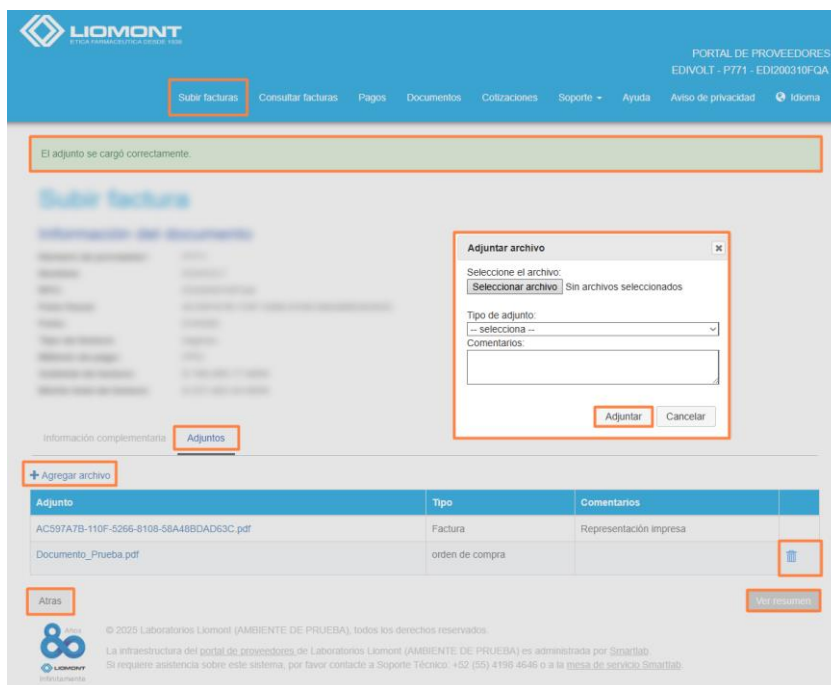 LIOMONT
ETICA FARMACEUTICA DESDE 1938
PORTAL DE PROVEEDORES
EDIVOLT - P771 - EDI200310FQA
Subir facturas Consultar facturas Pagos Documentos Cotizaciones Soporte Ayuda Aviso de privacidad Idioma
El adjunto se cargó correctamente.
Subir factura
Información del documento
Adjuntar archivo
Seleccione el archivo:
Seleccionar archivo Sin archivos seleccionados
Tipo de adjunto:
-- selecciona --
Comentarios:
Adjuntar Cancelar
Información complementaria Adjuntos
Agregar archivo
Adjunto Tipo Comentarios
AC597A7B-110F-5266-8108-58A48BDAD63C.pdf Factura Representación impresa
Documento_Prueba.pdf orden de compra
Atras Ver resumen
80 Años
LIOMONT
Infinitamente
© 2025 Laboratorios Liomont (AMBIENTE DE PRUEBA), todos los derechos reservados.
La infraestructura del portal de proveedores de Laboratorios Liomont (AMBIENTE DE PRUEBA) es administrada por Smartlab.
Si requiere asistencia sobre este sistema, por favor contacte a Soporte Técnico: +52 (55) 4198 4646 o a la mesa de servicio Smartlab.